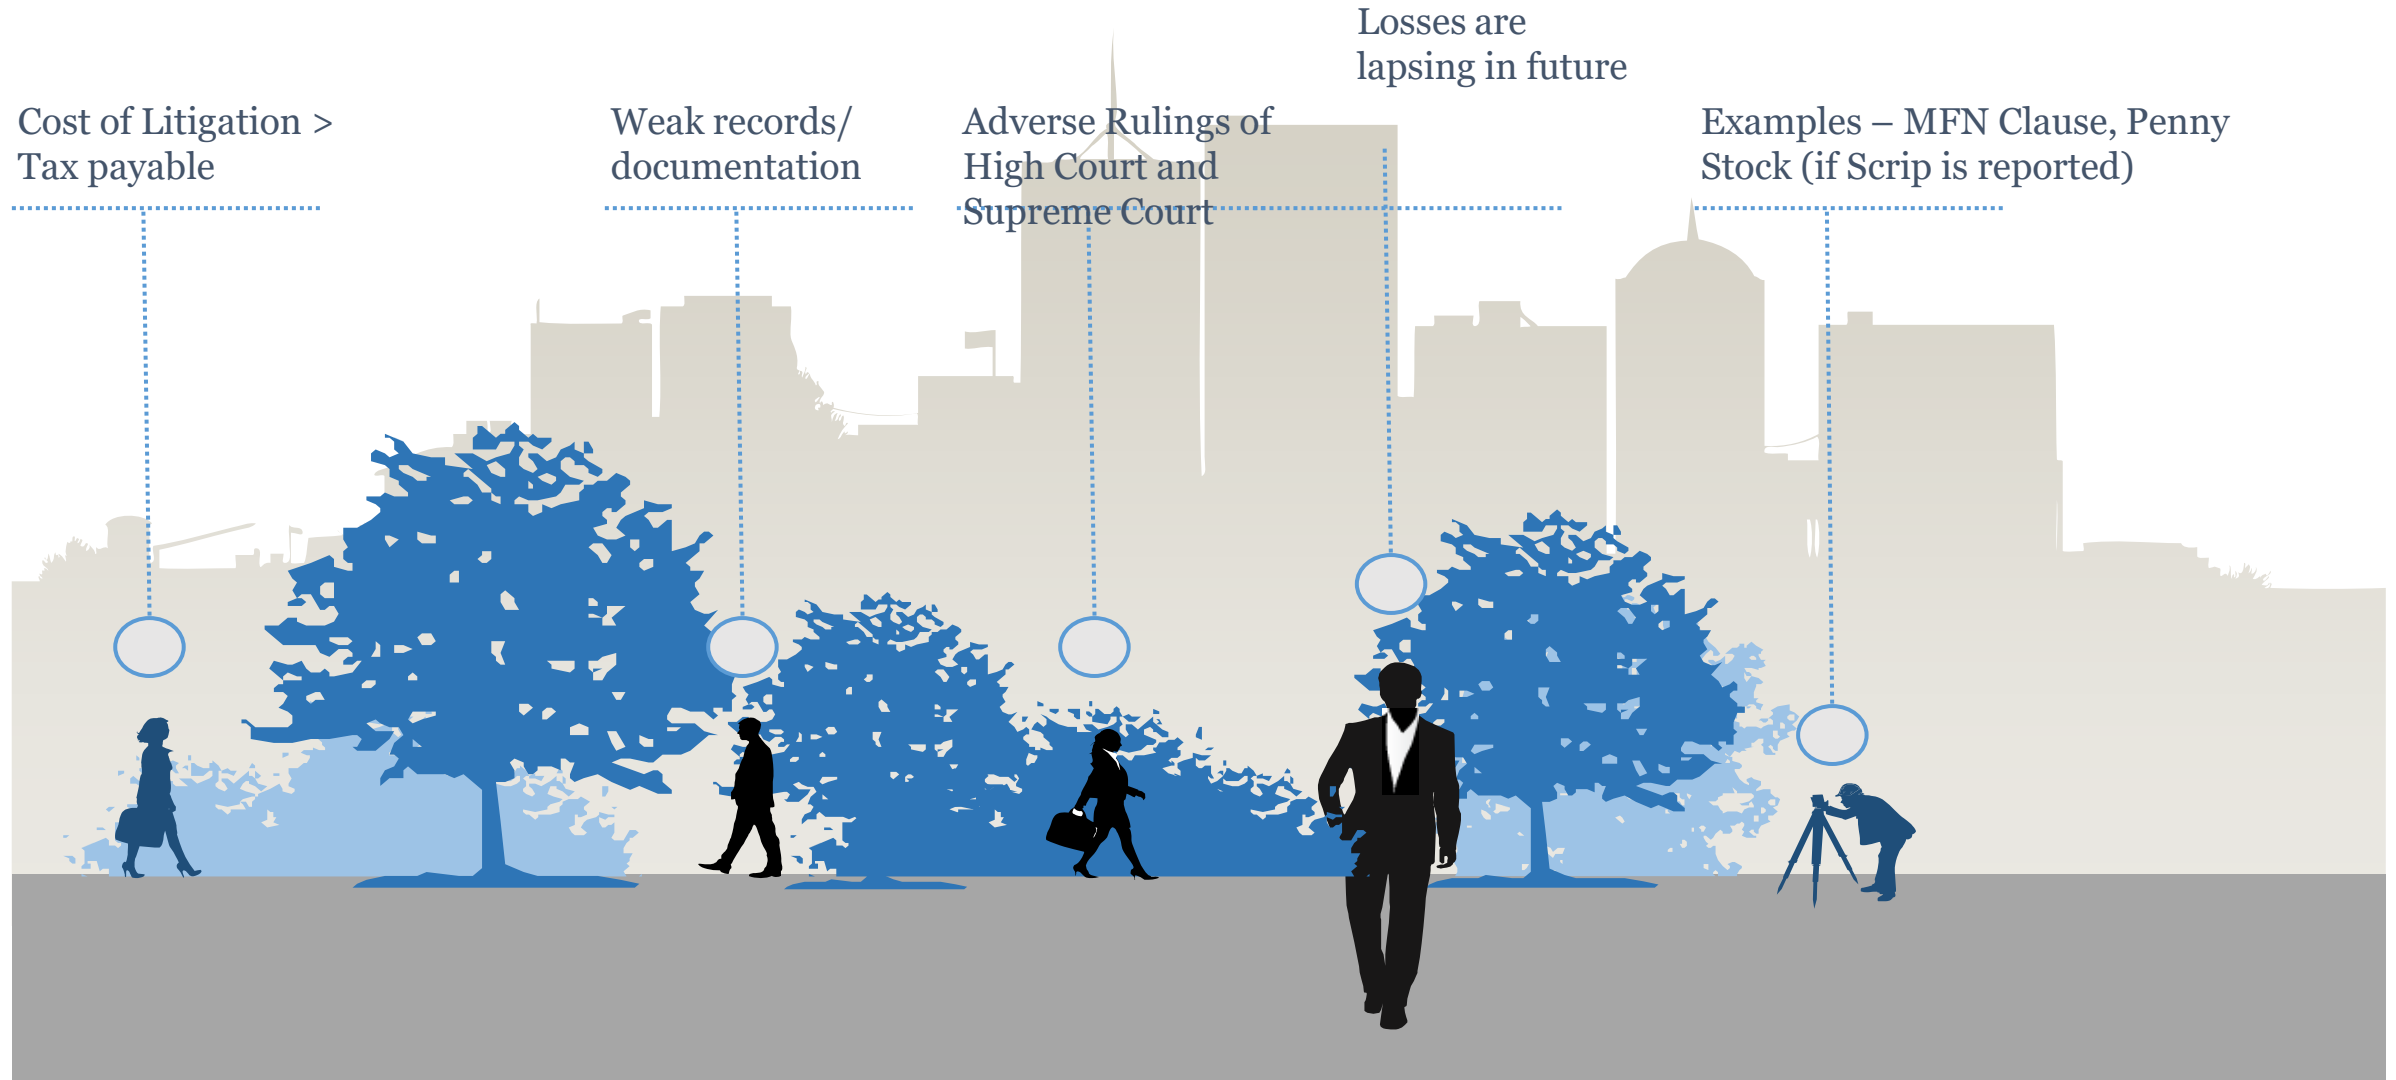 Cost of Litigation >
Tax payable
Weak records/
documentation
Adverse Rulings of
High Court and
Supreme Court
Losses are
lapsing in future
Examples – MFN Clause, Penny
Stock (if Scrip is reported)